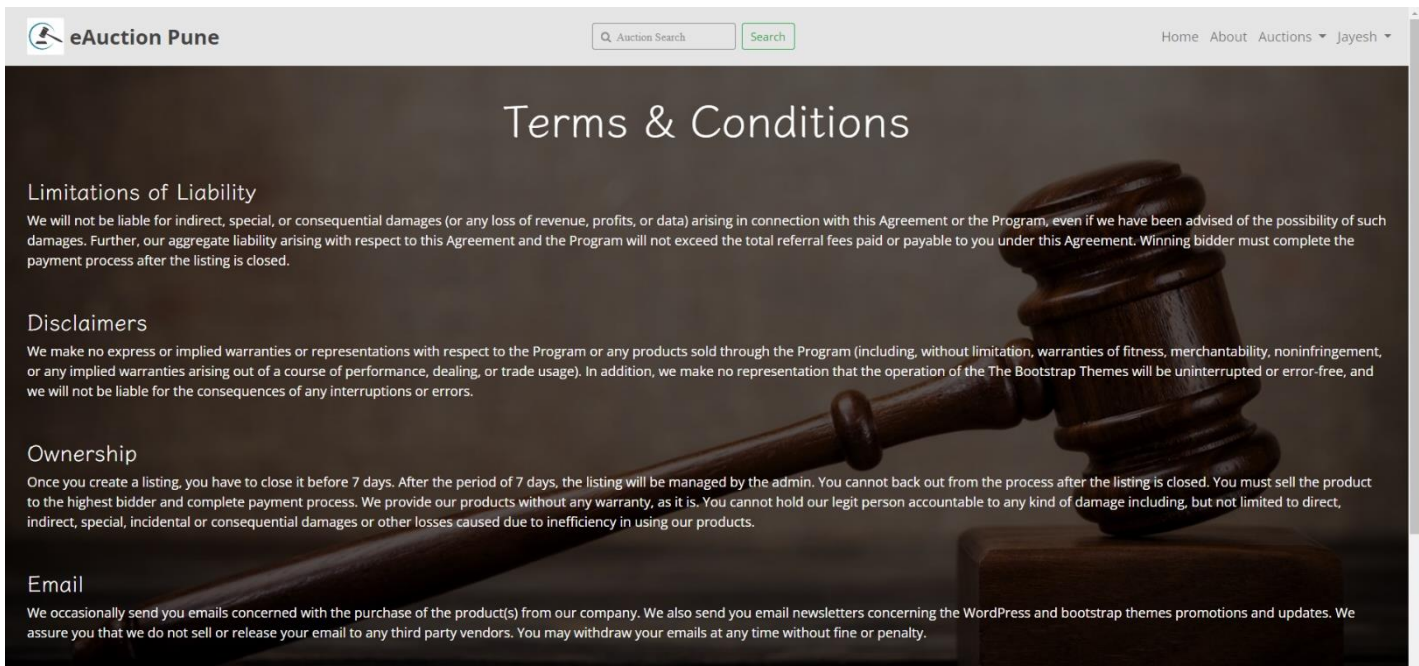 eAuction Pune
Auction Search
Search
Home About Auctions Jayesh
Terms & Conditions
Limitations of Liability
We will not be liable for indirect, special, or consequential damages (or any loss of revenue, profits, or data) arising in connection with this Agreement or the Program, even if we have been advised of the possibility of such
damages. Further, our aggregate liability arising with respect to this Agreement and the Program will not exceed the total referral fees paid or payable to you under this Agreement. Winning bidder must complete the
payment process after the listing is closed.
Disclaimers
We make no express or implied warranties or representations with respect to the Program or any products sold through the Program (including, without limitation, warranties of fitness, merchantability, noninfringement,
or any implied warranties arising out of a course of performance, dealing, or trade usage). In addition, we make no representation that the operation of the The Bootstrap Themes will be uninterrupted or error-free, and
we will not be liable for the consequences of any interruptions or errors.
Ownership
Once you create a listing, you have to close it before 7 days. After the period of 7 days, the listing will be managed by the admin. You cannot back out from the process after the listing is closed. You must sell the product
to the highest bidder and complete payment process. We provide our products without any warranty, as it is. You cannot hold our legit person accountable to any kind of damage including, but not limited to direct,
indirect, special, incidental or consequential damages or other losses caused due to inefficiency in using our products.
Email
We occasionally send you emails concerned with the purchase of the product(s) from our company. We also send you email newsletters concerning the WordPress and bootstrap themes promotions and updates. We
assure you that we do not sell or release your email to any third party vendors. You may withdraw your emails at any time without fine or penalty.